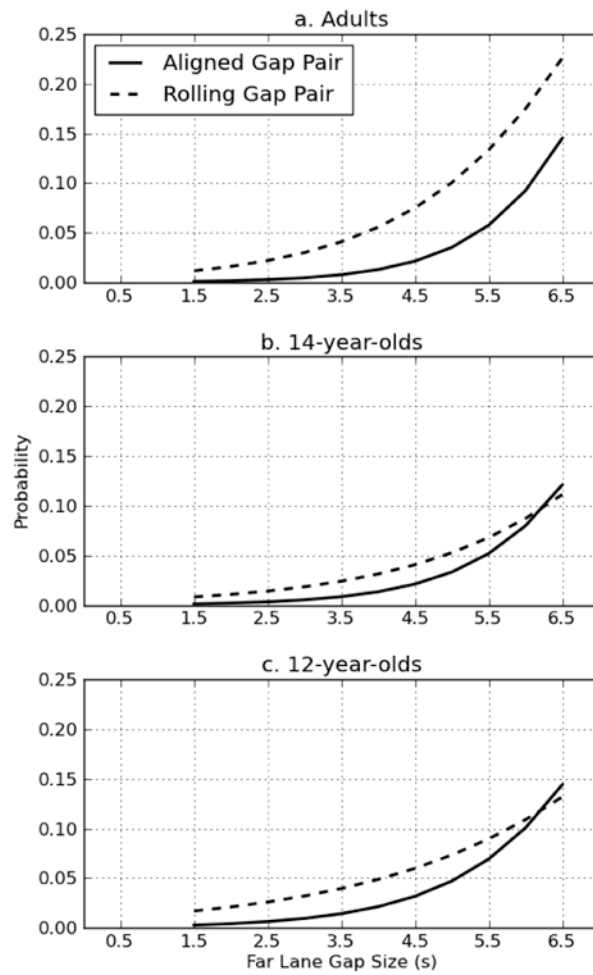 a. Adults
0.25
Aligned Gap Pair
Rolling Gap Pair
0.20
0.15
0.10
0.05
0.00
0.5 1.5 2.5 3.5 4.5 5.5 6.5
b. 14-year-olds
0.25
0.20
0.15
Probability
0.10
0.05
0.00
0.5 1.5 2.5 3.5 4.5 5.5 6.5
c. 12-year-olds
0.25
0.20
0.15
0.10
0.05
0.00
0.5 1.5 2.5 3.5 4.5 5.5 6.5
Far Lane Gap Size (s)